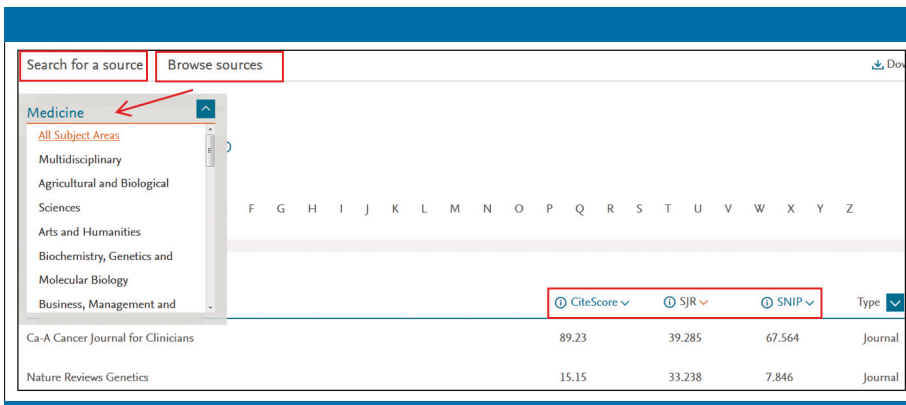 Search for a source Browse sources Dow
Medicine
All Subject Areas
Multidisciplinary
Agricultural and Biological
Sciences
F G H I J K L M N O P Q R S T U V W X Y Z
Arts and Humanities
Biochemistry, Genetics and
Molecular Biology
Business, Management and
CiteScore SJR SNIP Type
Ca-A Cancer Journal for Clinicians 89.23 39.285 67.564 Journal
Nature Reviews Genetics 15.15 33.238 7.846 Journal